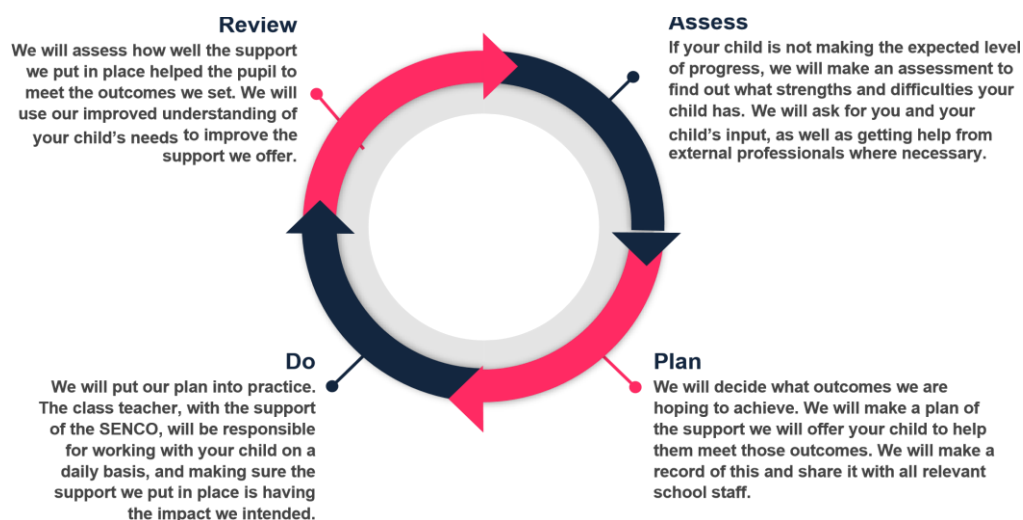 Review
We will assess how well the support
we put in place helped the pupil to
meet the outcomes we set. We will
use our improved understanding of
your child's needs to improve the
support we offer.
Assess
If your child is not making the expected level
of progress, we will make an assessment to
find out what strengths and difficulties your
child has. We will ask for you and your
child's input, as well as getting help from
external professionals where necessary.
Do
We will put our plan into practice.
The class teacher, with the support
of the SENCO, will be responsible
for working with your child on a
daily basis, and making sure the
support we put in place is having
the impact we intended.
Plan
We will decide what outcomes we are
hoping to achieve. We will make a plan of
the support we will offer your child to help
them meet those outcomes. We will make a
record of this and share it with all relevant
school staff.